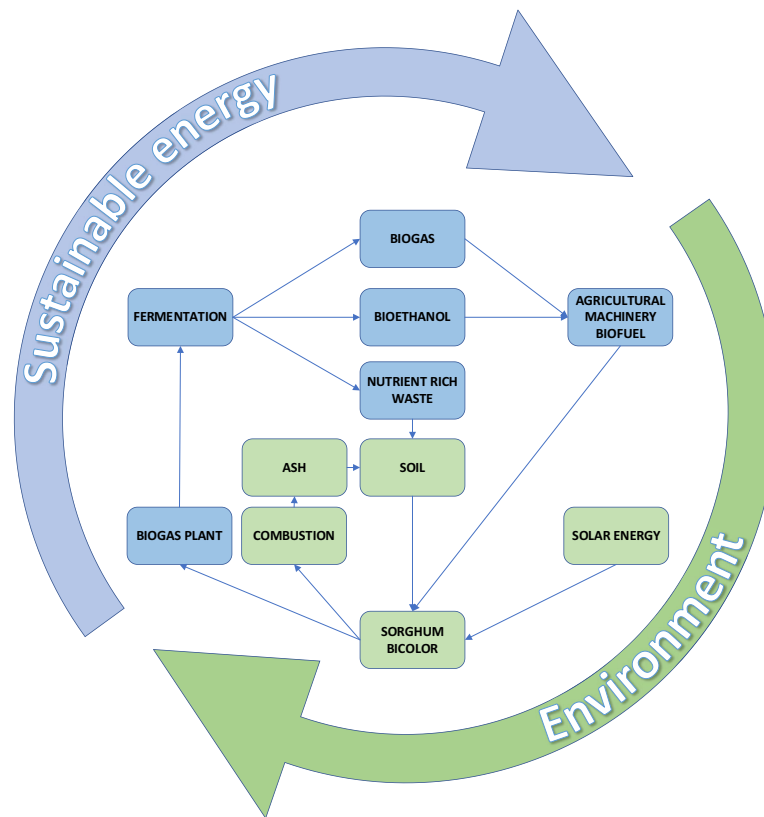 Sustainable energy
BIOGAS
FERMENTATION
BIOETHANOL
AGRICULTURAL
MACHINERY
BIOFUEL
NUTRIENT RICH
WASTE
ASH
SOIL
BIOGAS PLANT
COMBUSTION
SOLAR ENERGY
SORGHUM
BICOLOR
Environment